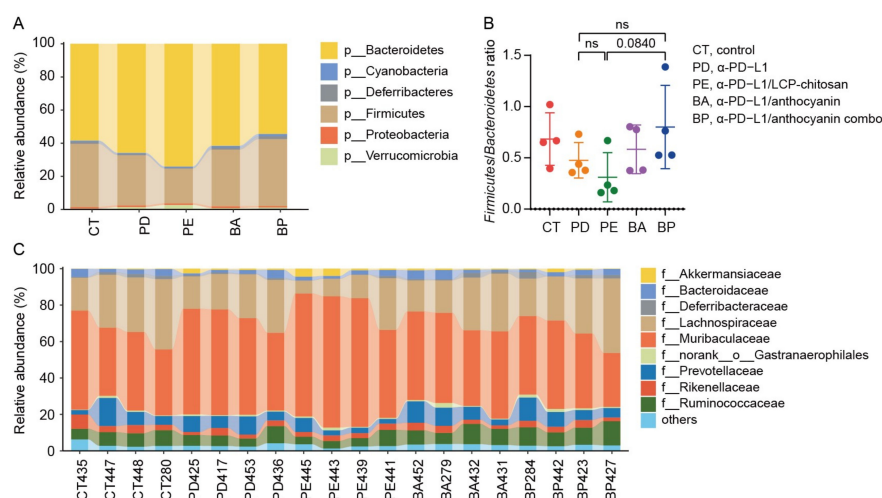 A
Relative abundance (%)
100
80
60
40
20
0
CT
PD
PE
BA
BP
p__Bacteroidetes
p__Cyanobacteria
p__Deferribacteres
p__Firmicutes
p__Proteobacteria
p__Verrucomicrobia
B
Firmicutes/Bacteroidetes ratio
1.5
1.0
0.5
0.0
ns
ns
0.0840
CT
PD
PE
BA
BP
CT, control
PD, α-PD-L1
PE, α-PD-L1/LCP-chitosan
BA, α-PD-L1/anthocyanin
BP, α-PD-L1/anthocyanin combo
C
Relative abundance (%)
100
80
60
40
20
0
CT435
CT447
CT448
CT280
PD425
PD417
PD453
PD436
PE445
PE443
PE439
PE441
BA452
BA279
BA432
BA431
BP284
BP442
BP423
BP427
f__Akkermansiaceae
f__Bacteroidaceae
f__Deferribacteraceae
f__Lachnospiraceae
f__Muribaculaceae
f__norank__o__Gastranaerophilales
f__Prevotellaceae
f__Rikenellaceae
f__Ruminococcaceae
others